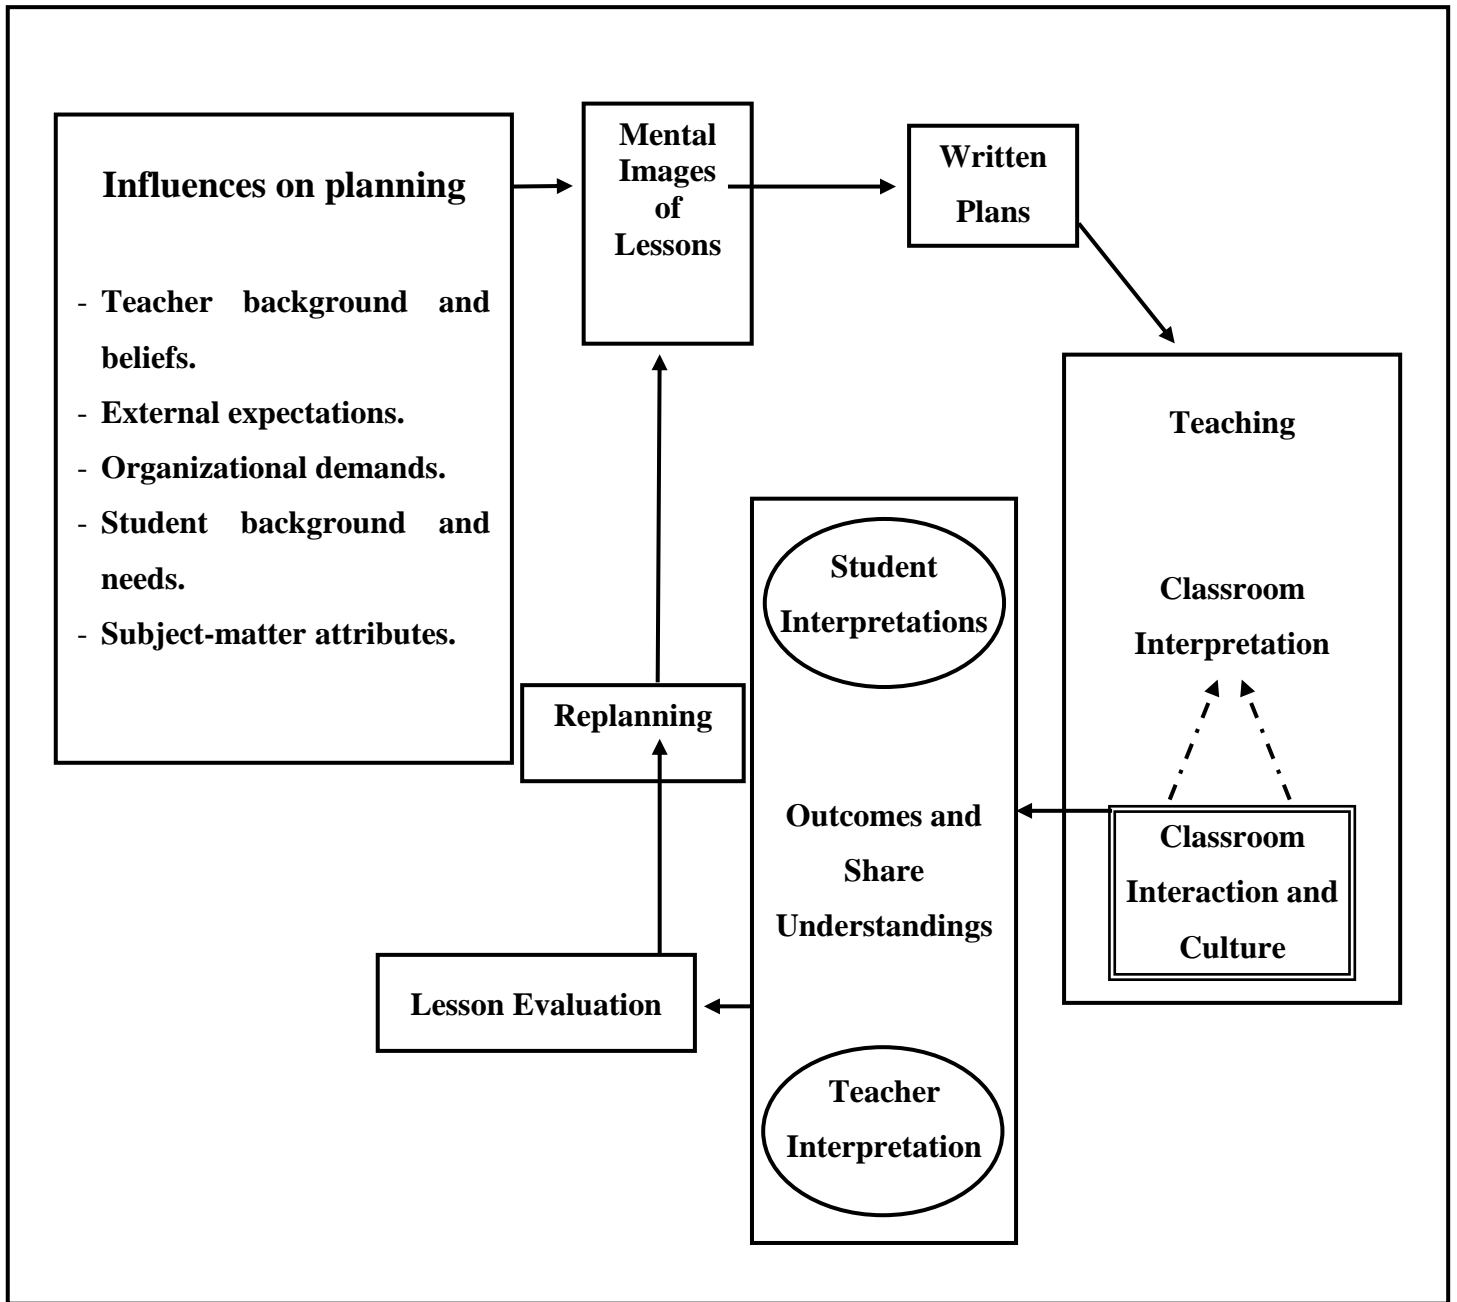 Influences on planning
- Teacher background and
beliefs.
- External expectations.
- Organizational demands.
- Student background and
needs.
- Subject-matter attributes.
Mental
Images
of
Lessons
Written
Plans
Teaching
Classroom
Interpretation
Classroom
Interaction and
Culture
Student
Interpretations
Outcomes and
Share
Understandings
Teacher
Interpretation
Lesson Evaluation
Replanning